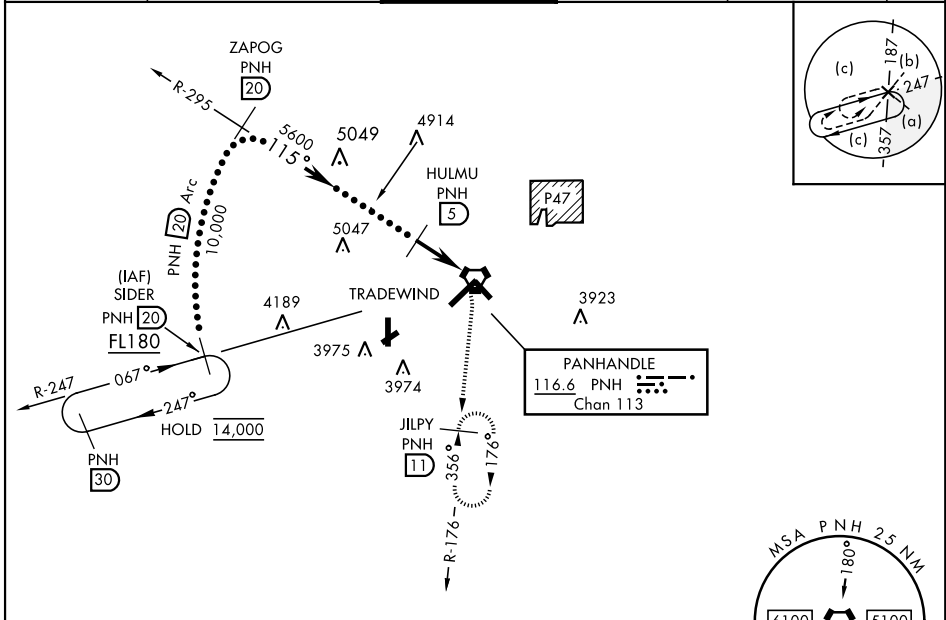 ZAPOG
PNH
20
R-295
5600
115°
5049
4914
HULMU
PNH
5
P47
5047
PNH 20 Arc
10,000
(IAF)
SIDER
PNH 20
FL180
4189
TRADEWIND
3975
3974
3923
R-247
067°
247°
HOLD 14,000
PNH
30
PANHANDLE
116.6 PNH
Chan 113
JILPY
PNH
11
356°
176°
R-176
(c)
187
(b)
247
(a)
(c)
357
MSA PNH 25 NM
180°
6100
5100